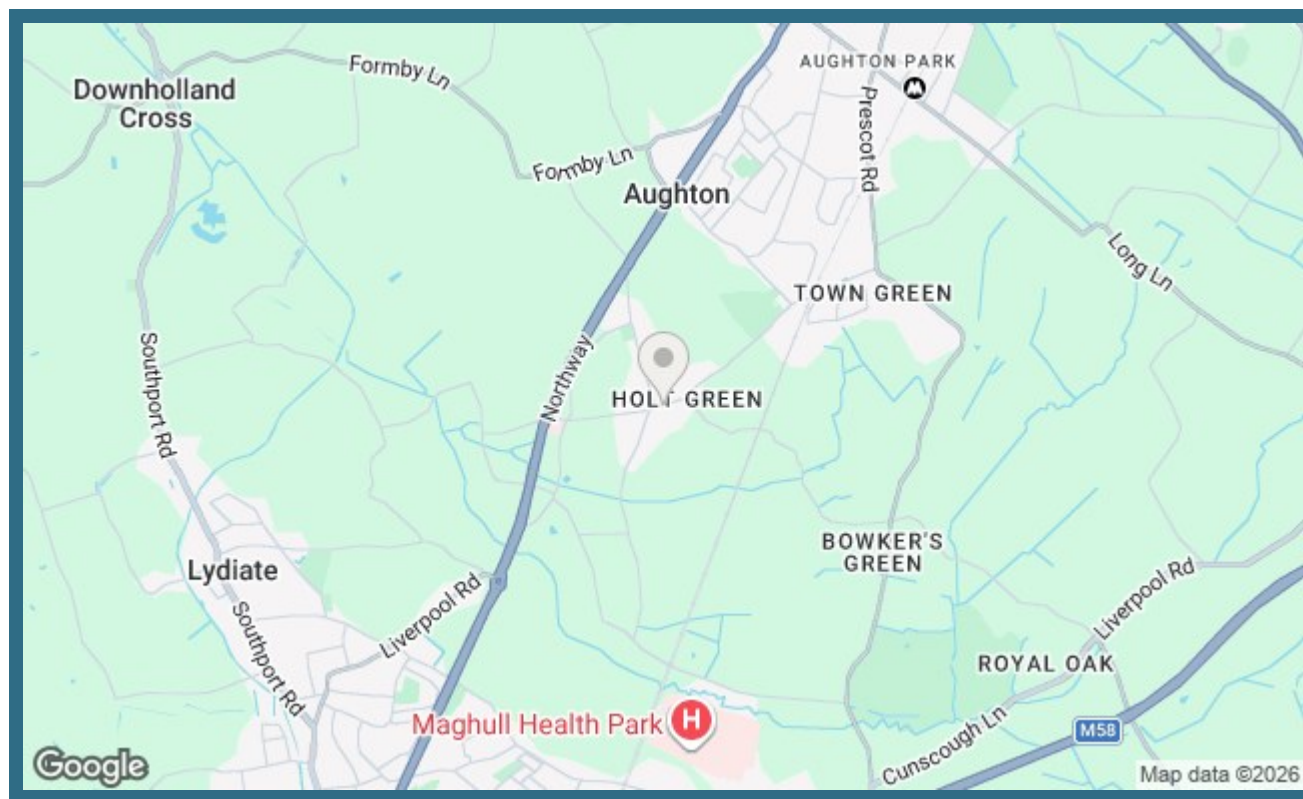 Formby Ln
AUGHTON PARK
Downholland
Cross
Prescot Rd
Formby Ln
Aughton
Long Ln
TOWN GREEN
Southport Rd
Northway
HOLT GREEN
BOWKER'S
GREEN
Lydiate
Liverpool Rd
Liverpool Rd
Southport Rd
ROYAL OAK
Maghull Health Park
H
M58
Cunscough Ln
Google
Map data ©2026